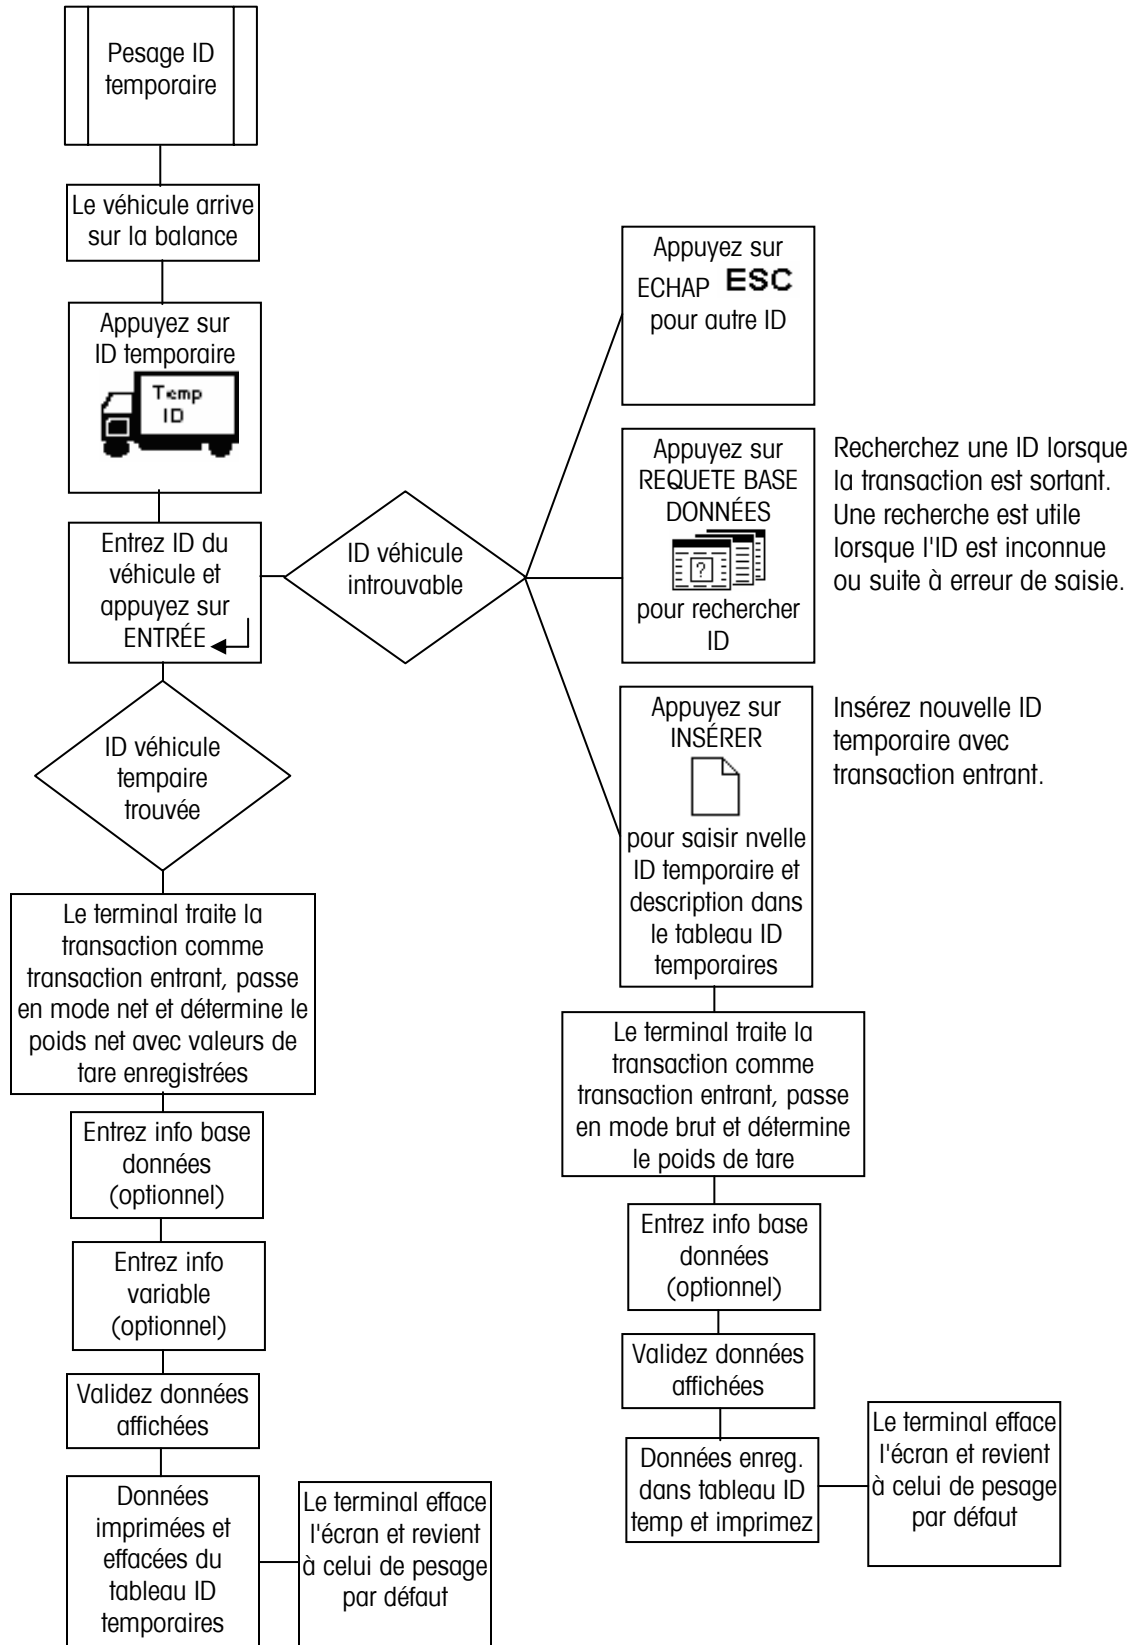 Pesage ID
temporaire
Le véhicule arrive
sur la balance
Appuyez sur
ID temporaire
Temp
ID
Entrez ID du
véhicule et
appuyez sur
ENTRÉE
ID véhicule
introuvable
Appuyez sur
ECHAP ESC
pour autre ID
Appuyez sur
REQUETE BASE
DONNÉES
?
pour rechercher
ID
Recherchez une ID lorsque
la transaction est sortant.
Une recherche est utile
lorsque l'ID est inconnue
ou suite à erreur de saisie.
Appuyez sur
INSÉRER
pour saisir nvelle
ID temporaire et
description dans
le tableau ID
temporaires
Insérez nouvelle ID
temporaire avec
transaction entrant.
ID véhicule
tempaire
trouvée
Le terminal traite la
transaction comme
transaction entrant, passe
en mode net et détermine le
poids net avec valeurs de
tare enregistrées
Entrez info base
données
(optionnel)
Entrez info
variable
(optionnel)
Validez données
affichées
Données
imprimées et
effacées du
tableau ID
temporaires
Le terminal efface
l'écran et revient
à celui de pesage
par défaut
Le terminal traite la
transaction comme
transaction entrant, passe
en mode brut et détermine
le poids de tare
Entrez info base
données
(optionnel)
Validez données
affichées
Données enreg.
dans tableau ID
temp et imprimez
Le terminal efface
l'écran et revient
à celui de pesage
par défaut